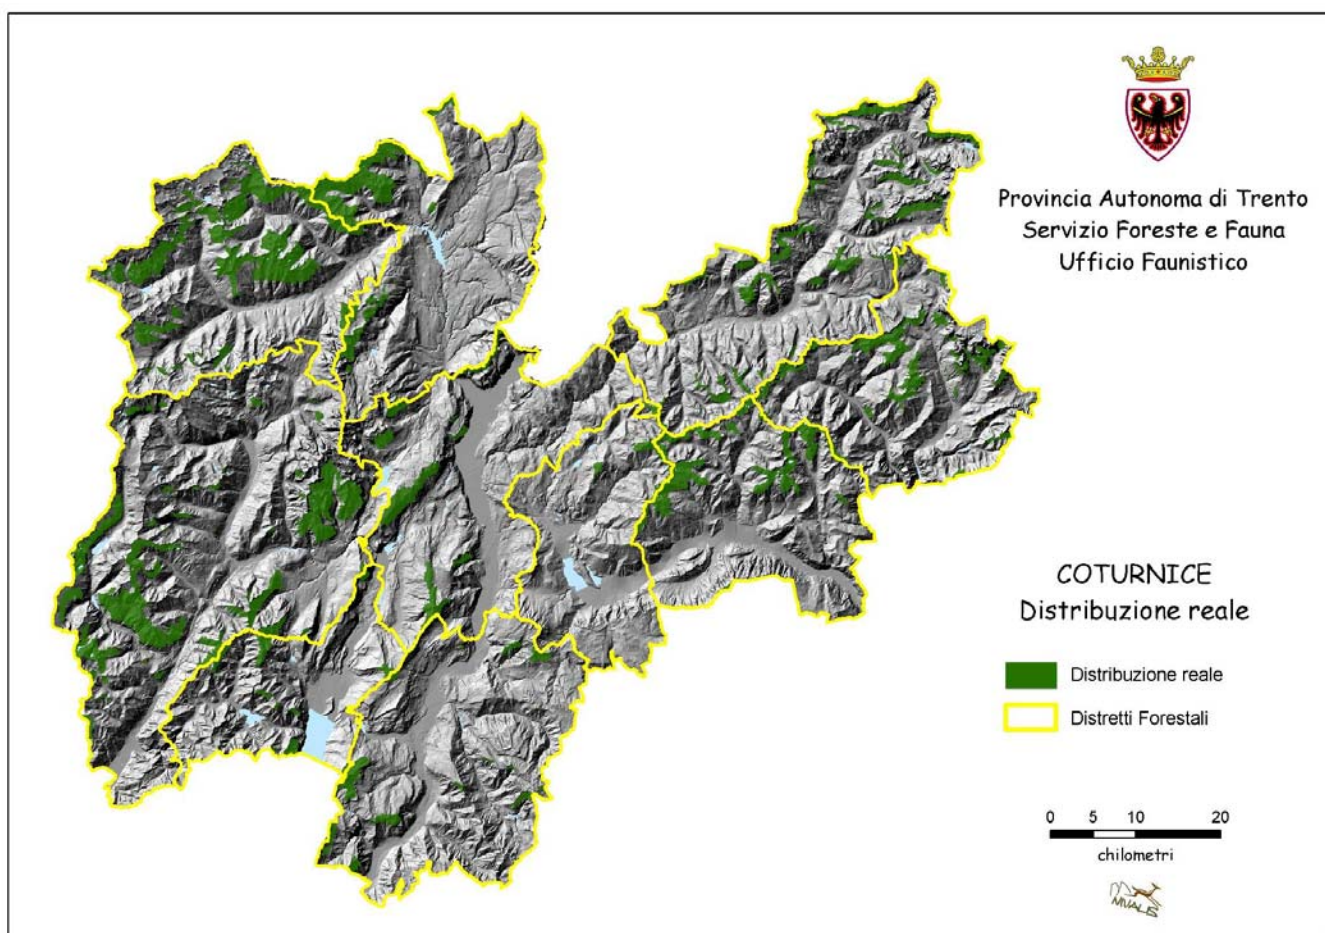 Provincia Autonoma di Trento
Servizio Foreste e Fauna
Ufficio Faunistico
COTURNICE
Distribuzione reale
Distribuzione reale
Distretti Forestali
0 5 10 20
chilometri
NIVALIS